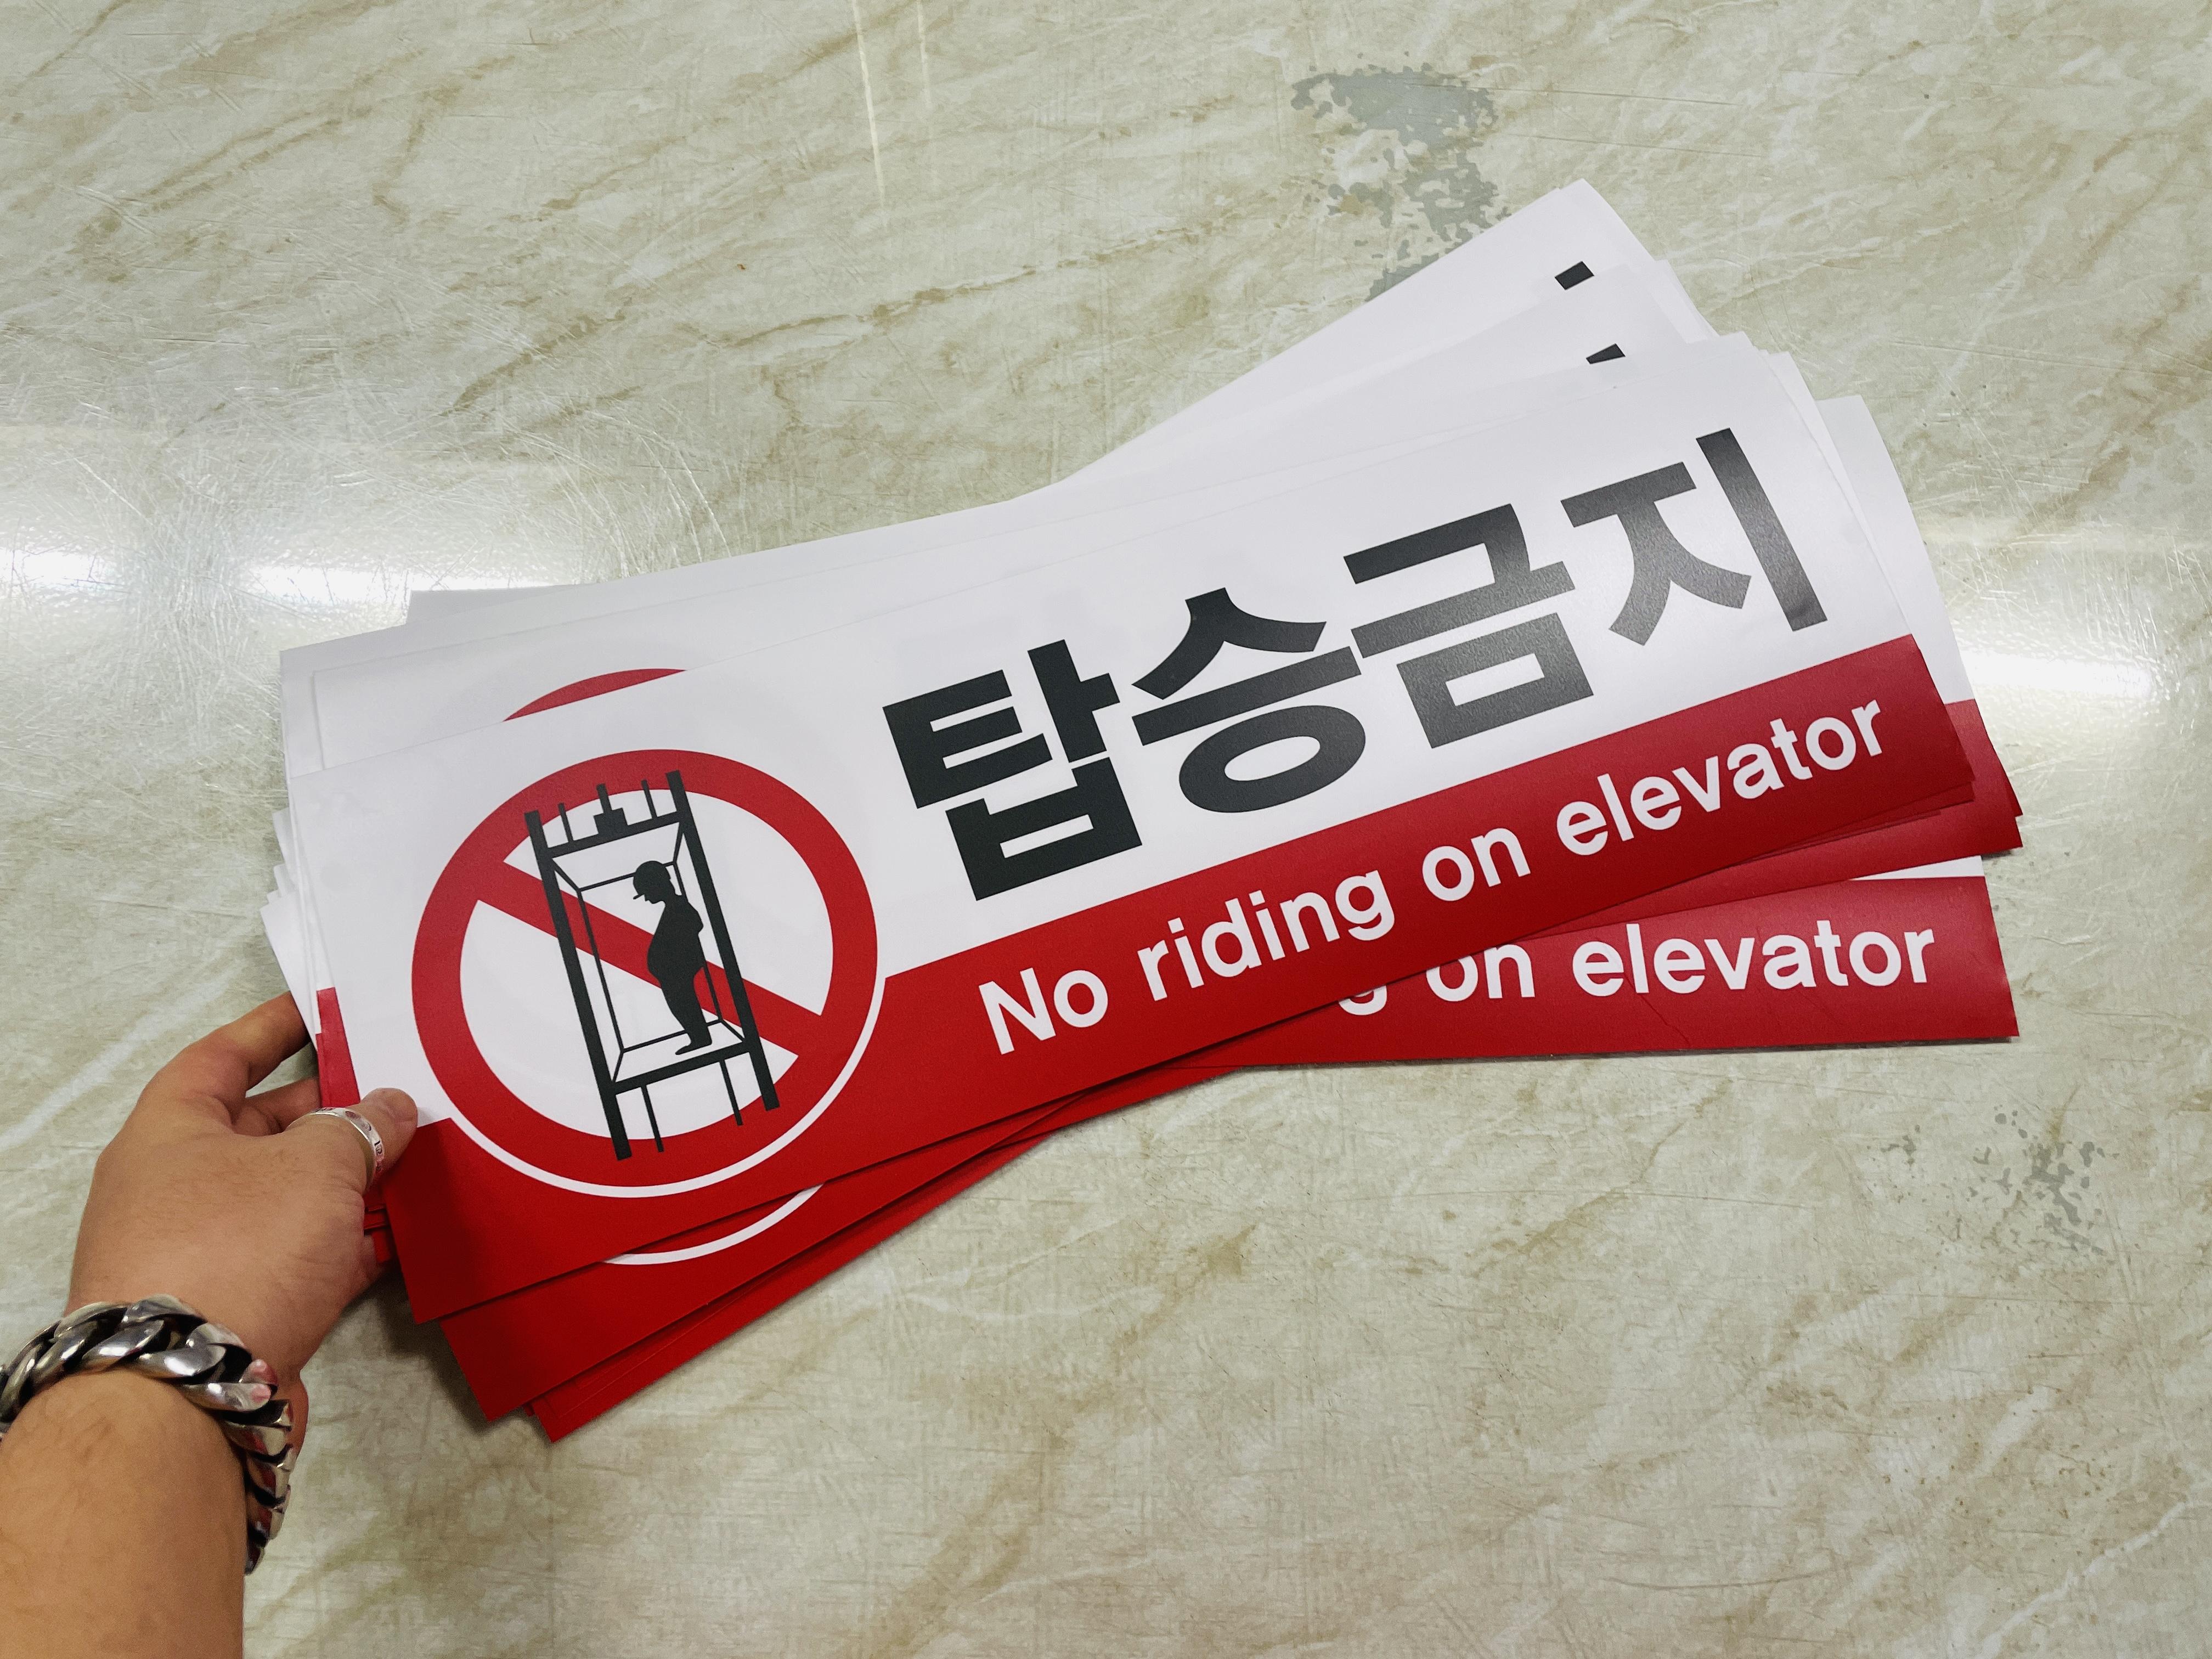 탑승금지
No riding on elevator
on elevator